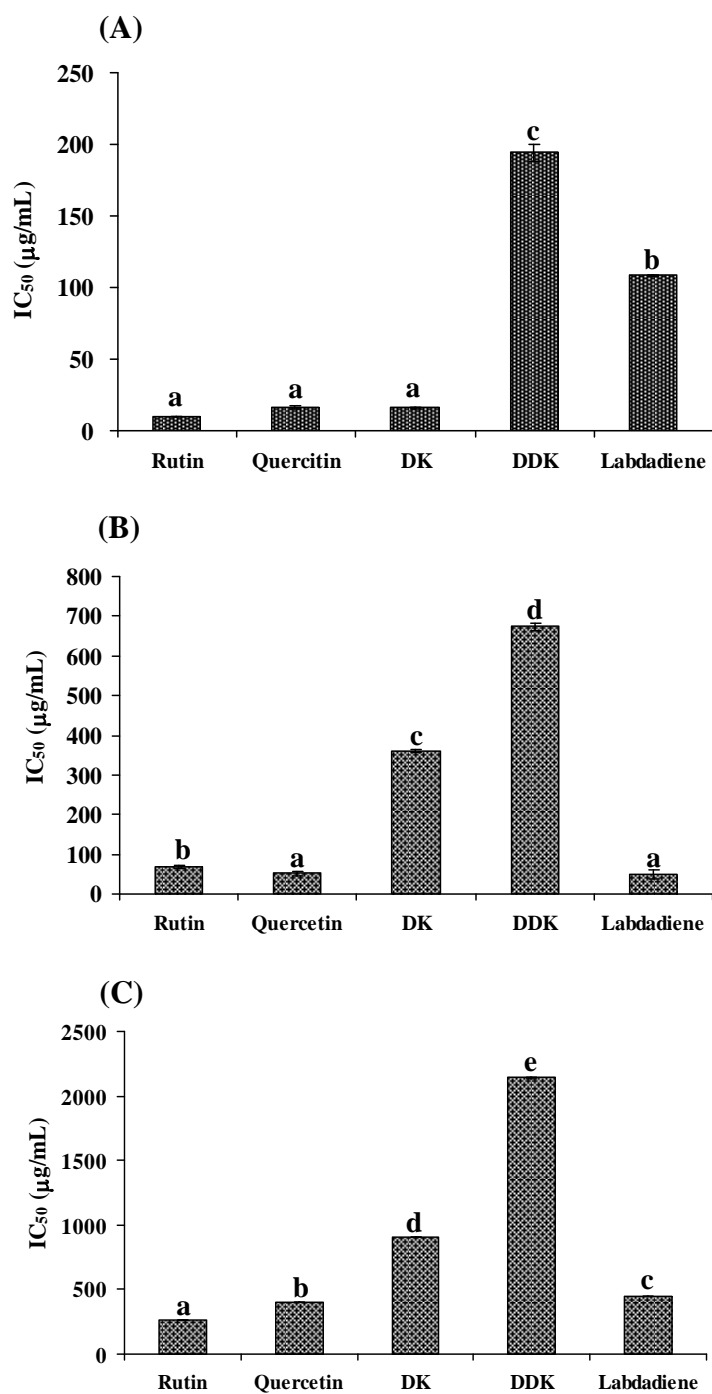 (A)
250
200
150
100
50
0
IC₅₀ (µg/mL)
c
b
a
a
a
Rutin Quercitin DK DDK Labdadiene
(B)
800
700
600
500
400
300
200
100
0
IC₅₀ (µg/mL)
d
c
b
a
a
Rutin Quercetin DK DDK Labdadiene
(C)
2500
2000
1500
1000
500
0
IC₅₀ (µg/mL)
e
d
c
b
a
Rutin Quercetin DK DDK Labdadiene